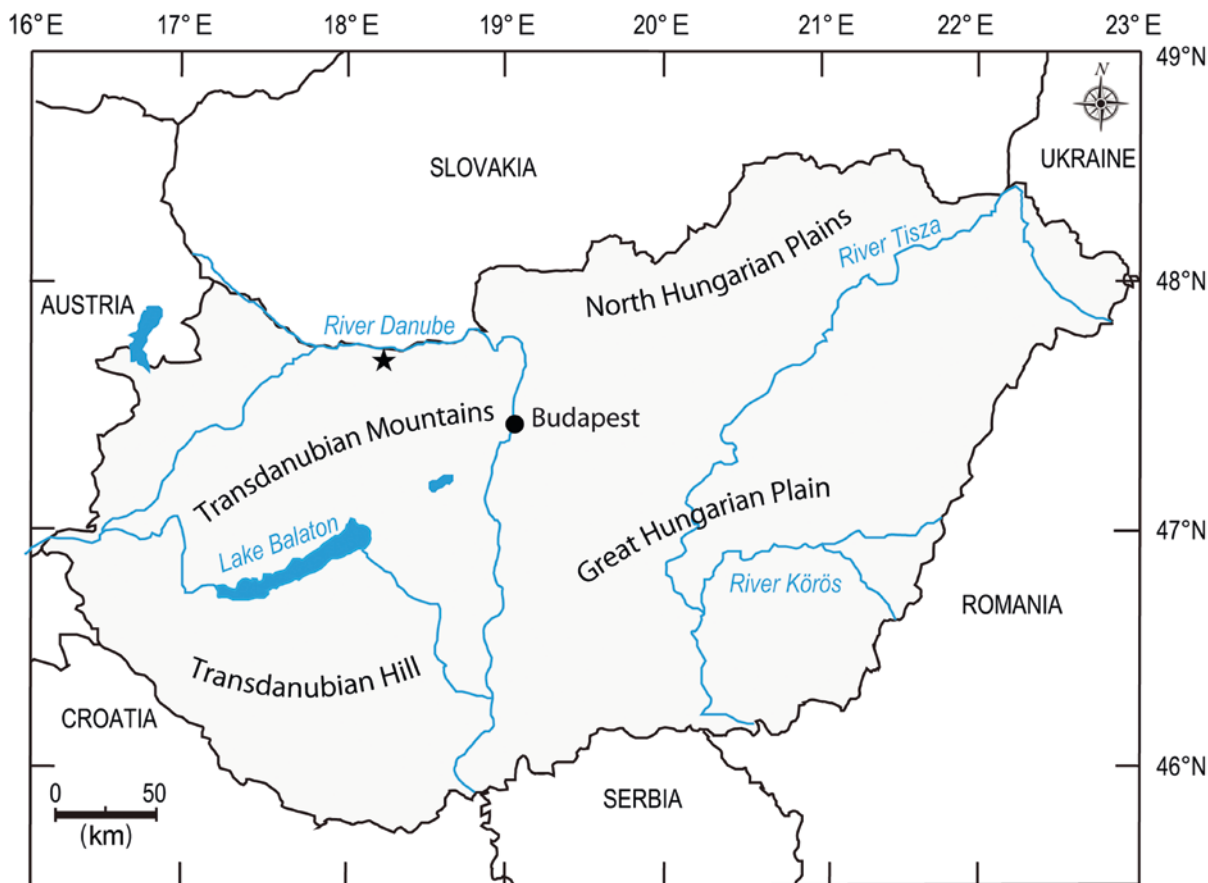 16° E 17° E 18° E 19° E 20° E 21° E 22° E 23° E
49°N
N
UKRAINE
SLOVAKIA
River Tisza
North Hungarian Plains
48°N
AUSTRIA
River Danube
Budapest
Transdanubian Mountains
Great Hungarian Plain
47°N
Lake Balaton
River Körös
ROMANIA
Transdanubian Hill
CROATIA
46°N
SERBIA
0 50
(km)